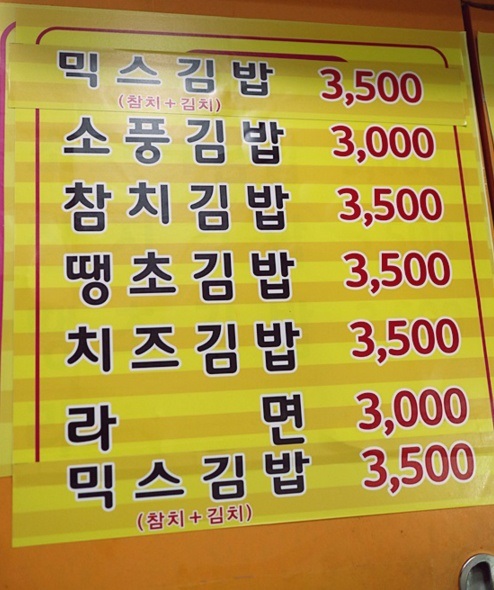 믹스김밥 3,500
(참치+김치)
소풍김밥 3,000
참치김밥 3,500
땡초김밥 3,500
치즈김밥 3,500
라면 3,000
믹스김밥 3,500
(참치+김치)